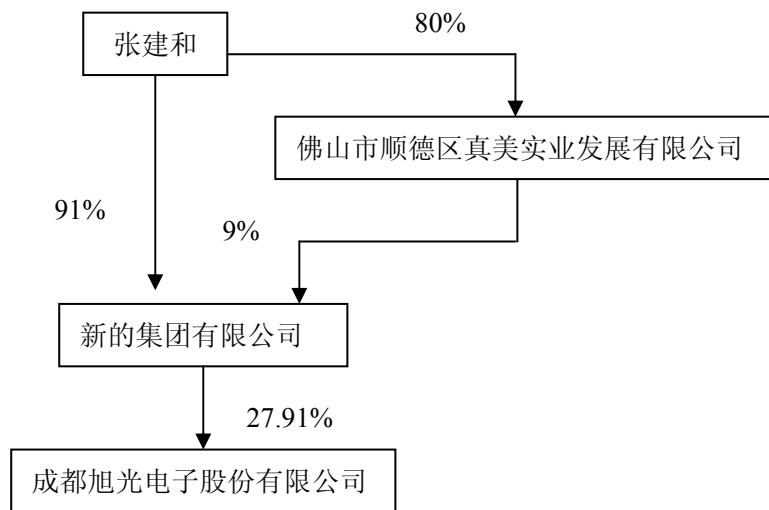 80%
张建和
佛山市顺德区真美实业发展有限公司
91%
9%
新的集团有限公司
27.91%
成都旭光电子股份有限公司